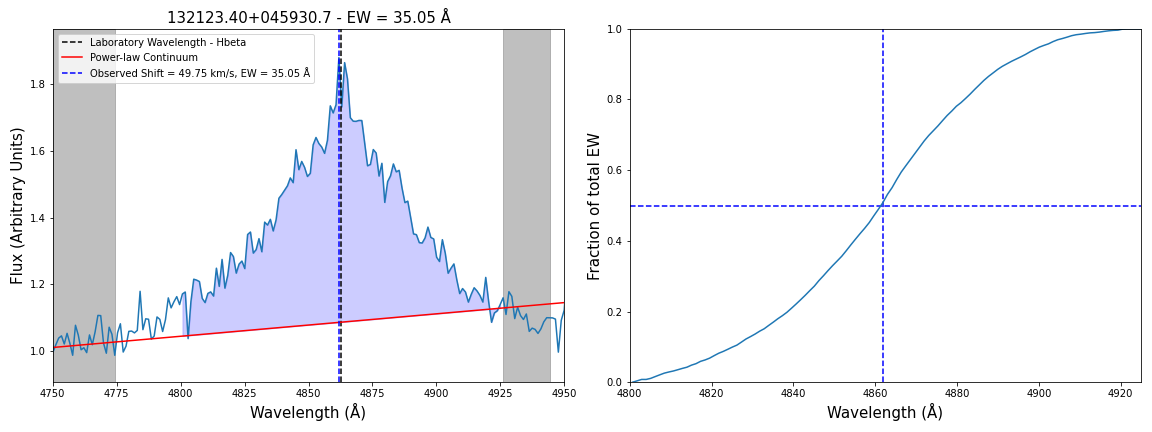 132123.40+045930.7 - EW = 35.05 Å
Laboratory Wavelength - Hbeta
Power-law Continuum
Observed Shift = 49.75 km/s, EW = 35.05 Å
Flux (Arbitrary Units)
1.8
1.6
1.4
1.2
1.0
4750 4775 4800 4825 4850 4875 4900 4925 4950
Wavelength (Å)
Fraction of total EW
1.0
0.8
0.6
0.4
0.2
0.0
4800 4820 4840 4860 4880 4900 4920
Wavelength (Å)